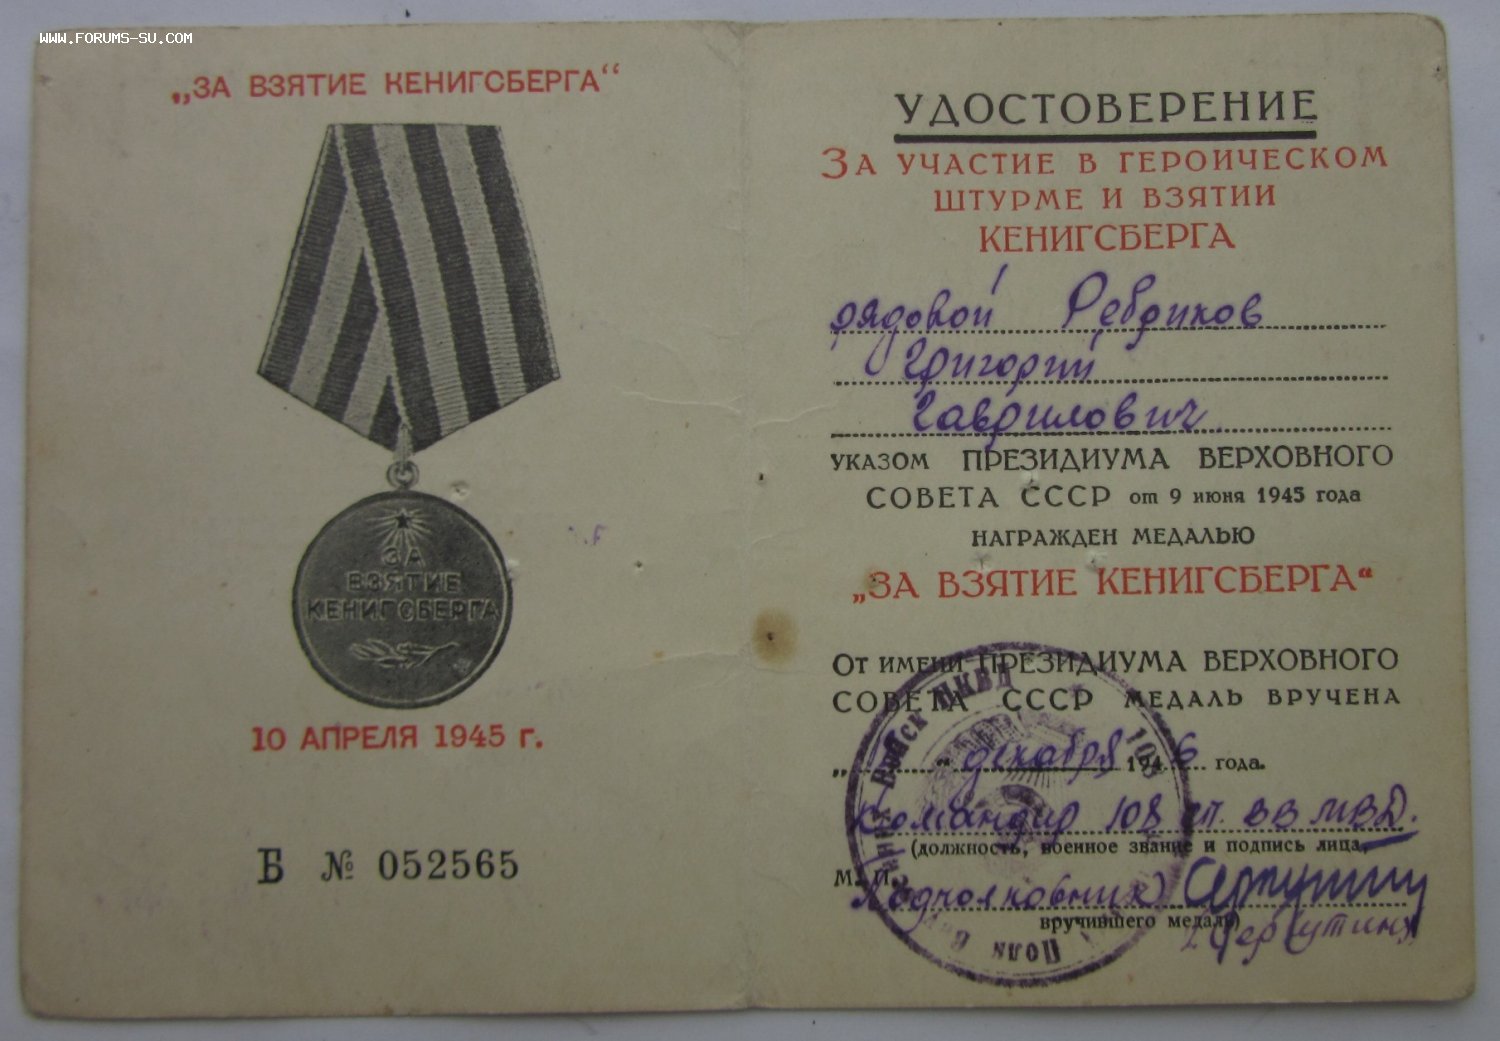 www.forums-su.com
„ЗА ВЗЯТИЕ КЕНИГСБЕРГА“
ЗА
ВЗЯТИЕ
КЕНИГСБЕРГА
10 АПРЕЛЯ 1945 г.
Б № 052565
УДОСТОВЕРЕНИЕ
ЗА УЧАСТИЕ В ГЕРОИЧЕСКОМ
ШТУРМЕ И ВЗЯТИИ
КЕНИГСБЕРГА
рядовой Ребриков
Григорий
Гаврилович
УКАЗОМ ПРЕЗИДИУМА ВЕРХОВНОГО
СОВЕТА СССР от 9 июня 1945 года
НАГРАЖДЕН МЕДАЛЬЮ
„ЗА ВЗЯТИЕ КЕНИГСБЕРГА“
ОТ ИМЕНИ ПРЕЗИДИУМА ВЕРХОВНОГО
СОВЕТА СССР МЕДАЛЬ ВРУЧЕНА
„ “ декабря 1946 года.
Командир 108 сп. ВВ МВД.
(должность, военное звание и подпись лица,
М. П.
Подполковник
вручившего медаль)
Полк Войск НКВД